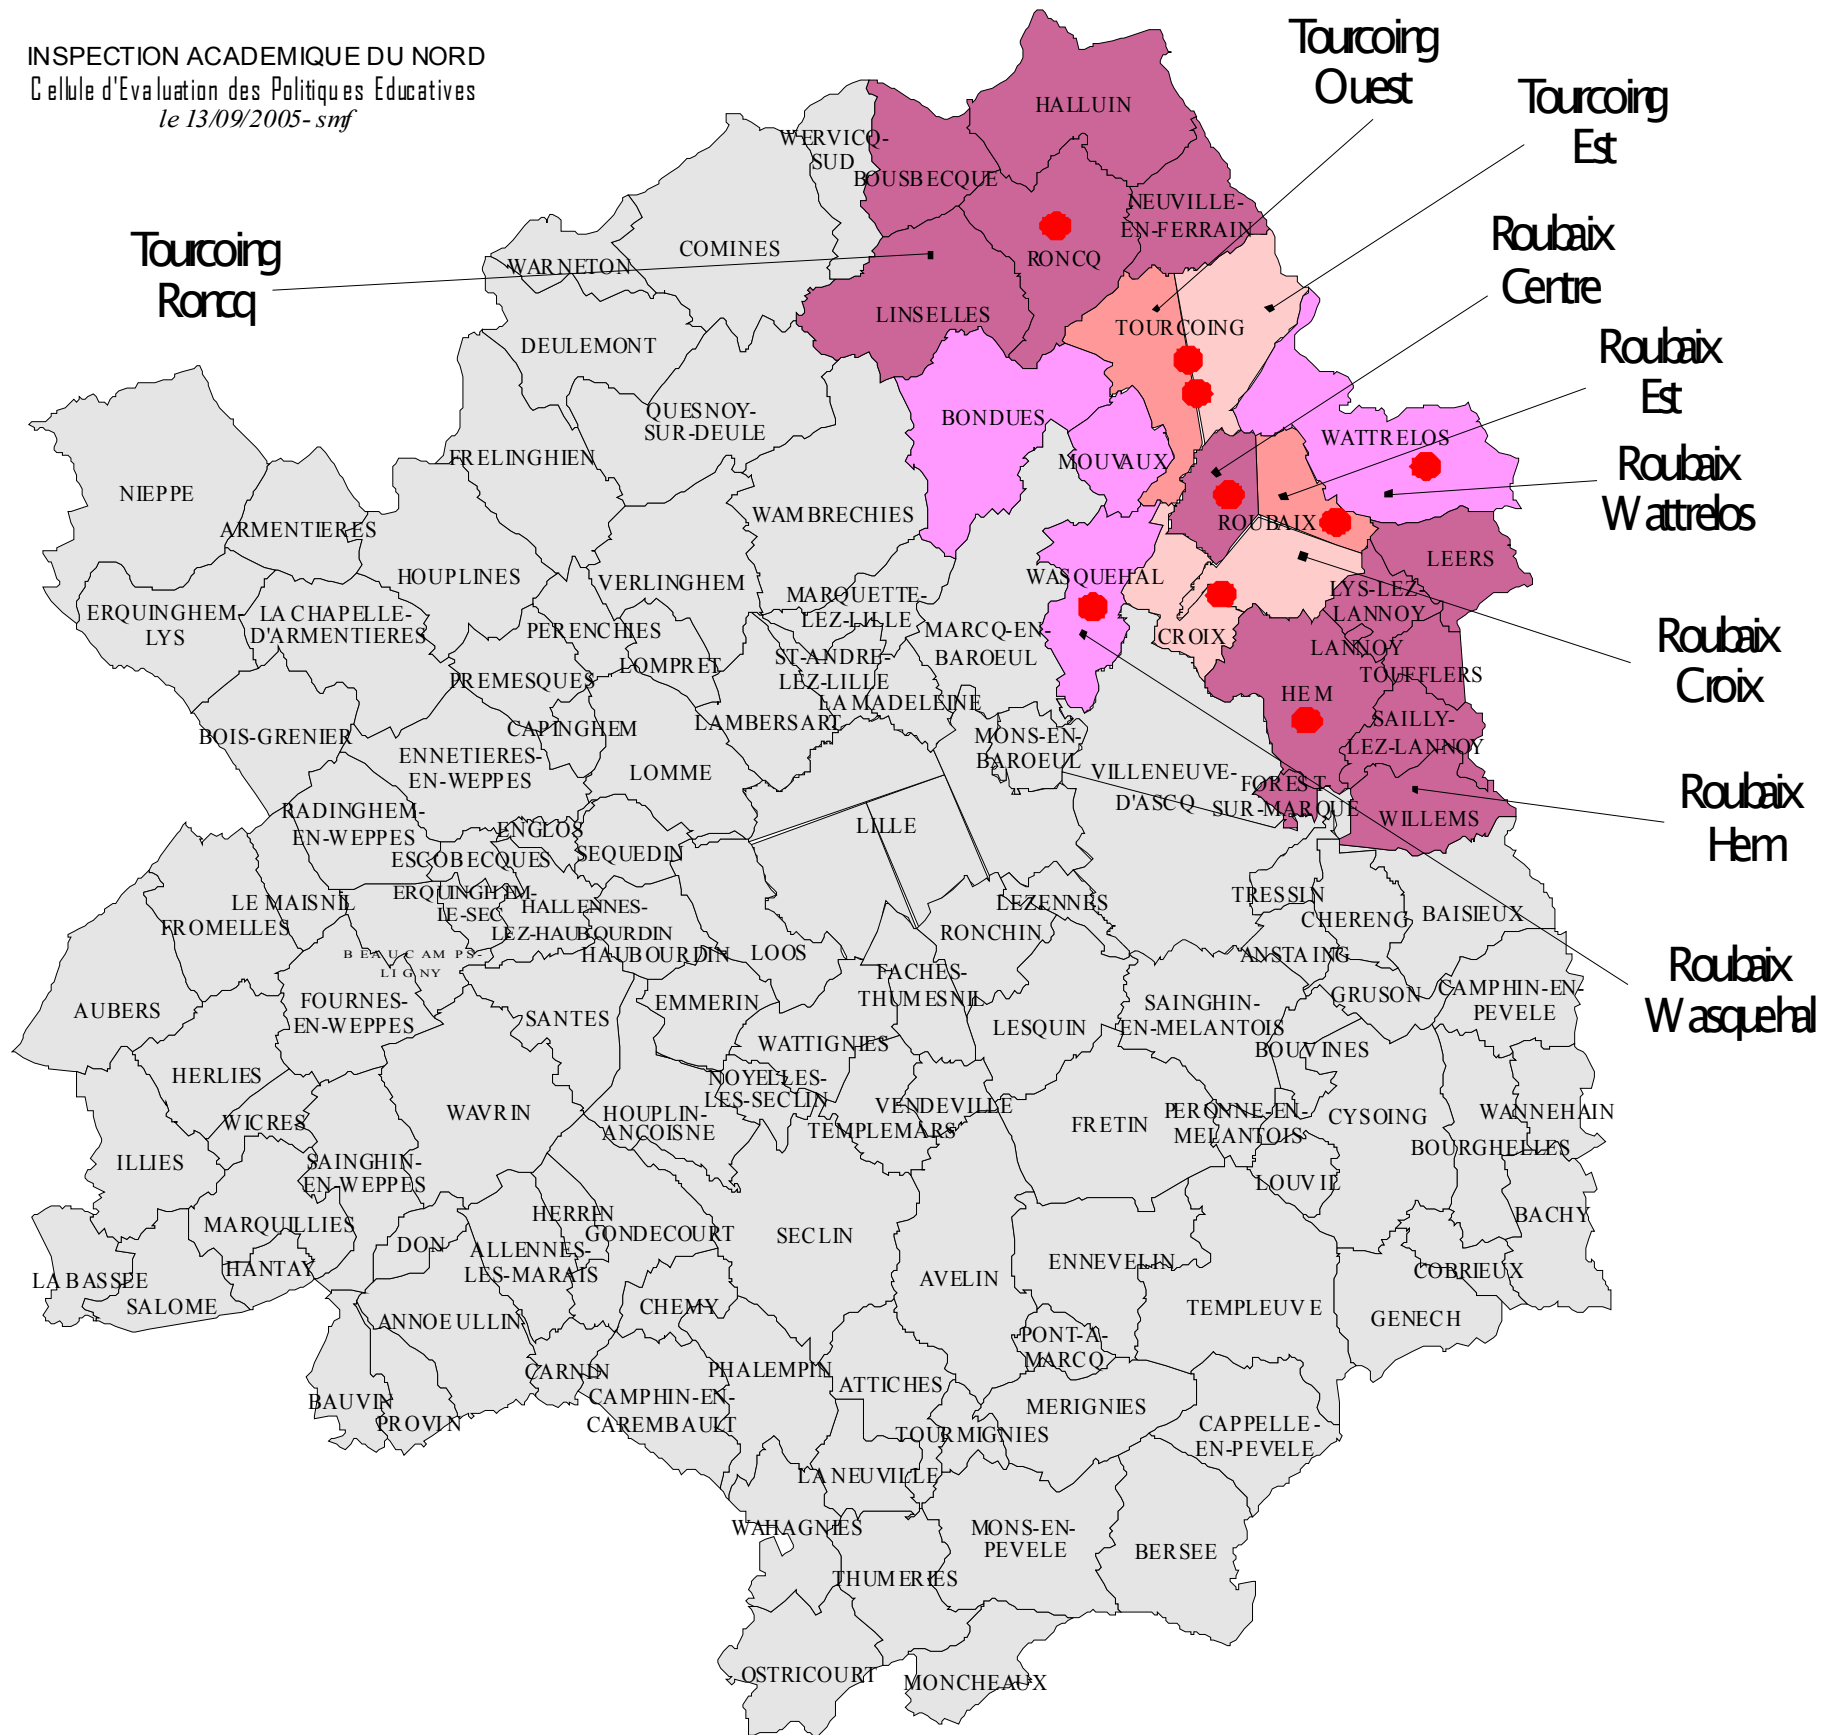 INSPECTION ACADEMIQUE DU NORD
Cellule d'Evaluation des Politiques Educatives
le 13/09/2005- smf
Tourcoing
Ouest
Tourcoing
Est
Tourcoing
Roncq
Roubaix
Centre
Roubaix
Est
Roubaix
Wattrelos
Roubaix
Croix
Roubaix
Hem
Roubaix
Wasquehal
HALLUIN
WERVICQ-
SUD
BOUSBECQUE
NEUVILLE-
EN-FERRAIN
COMINES
RONCQ
WARNETON
LINSELLES
TOURCOING
DEULEMONT
QUESNOY-
SUR-DEULE
BONDUES
WATTRELOS
FRELINGHIEN
MOUVAUX
NIEPPE
ARMENTIERES
WAMBRECHIES
ROUBAIX
LEERS
HOUPLINES
VERLINGHEM
WASQUEHAL
LYS-LEZ-
LANNOY
ERQUINGHEM-
LYS
LA CHAPELLE-
D'ARMENTIERES
MARQUETTE-
LEZ-LILLE
PERENCHIES
MARCQ-EN-
BAROEUL
CROIX
LANNOY
LOMPRET
ST-ANDRE-
LEZ-LILLE
TOUFFLERS
PREMESQUES
LA MADELEINE
HEM
CAPINGHEM
LAMBERSART
SAILLY-
LEZ-LANNOY
BOIS-GRENIER
MONS-EN-
BAROEUL
ENNETIERES-
EN-WEPPES
LOMME
VILLENEUVE-
D'ASCQ
FOREST-
SUR-MARQUE
WILLEMS
RADINGHEM-
EN-WEPPES
ENGLOS
LILLE
ESCOBECQUES
SEQUEDIN
LE MAISNIL
ERQUINGHEM-
LE-SEC
HALLENNES-
LEZ-HAUBOURDIN
LEZENNES
TRESSIN
CHERENG
BAISIEUX
FROMELLES
RONCHIN
BEAUCAMPS-
LIGNY
HAUBOURDIN
LOOS
ANSTAING
FACHES-
THUMESNIL
AUBERS
FOURNES-
EN-WEPPES
SANTES
EMMERIN
SAINGHIN-
EN-MELANTOIS
GRUSON
CAMPHIN-EN-
PEVELE
LESQUIN
WATTIGNIES
BOUVINES
HERLIES
NOYELLES-
LES-SECLIN
VENDEVILLE
WICRES
WAVRIN
HOUPLIN-
ANCOISNE
TEMPLEMARS
FRETIN
PERONNE-EN-
MELANTOIS
CYSOING
WANNEHAIN
BOURGHELLES
ILLIES
SAINGHIN-
EN-WEPPES
LOUVIL
MARQUILLIES
HERRIN
GONDECOURT
SECLIN
BACHY
DON
ALLENNES-
LES-MARAIS
LA BASSEE
HANTAY
AVELIN
ENNEVELIN
COBRIEUX
SALOME
ANNOEULLIN
CHEMY
TEMPLEUVE
GENECH
PONT-A-
MARCQ
CARNIN
PHALEMPIN
ATTICHES
BAUVIN
PROVIN
CAMPHIN-EN-
CAREMBAULT
MERIGNIES
TOURMIGNIES
CAPPELLE-
EN-PEVELE
LA NEUVILLE
WAHAGNIES
MONS-EN-
PEVELE
BERSEE
THUMERIES
OSTRICOURT
MONCHEAUX